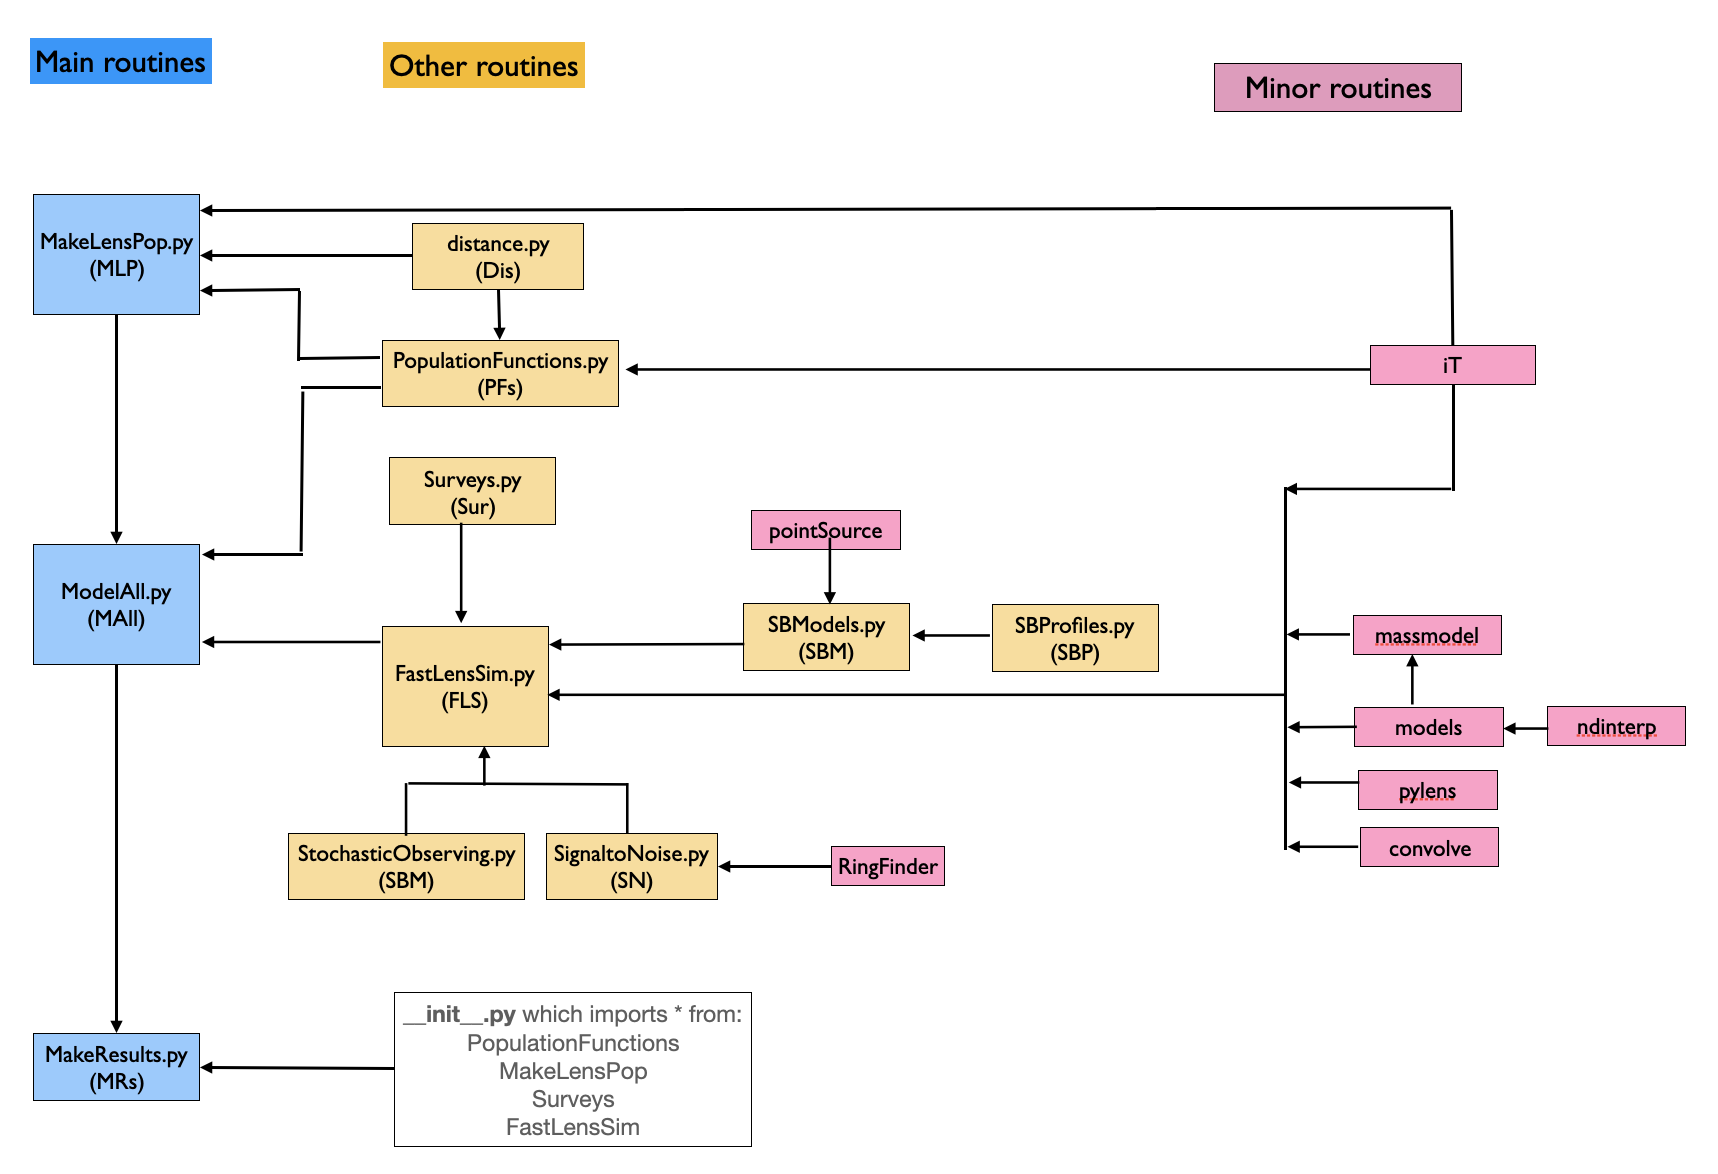 Main routines
Other routines
Minor routines
MakeLensPop.py
(MLP)
distance.py
(Dis)
PopulationFunctions.py
(PFs)
iT
Surveys.py
(Sur)
pointSource
ModelAll.py
(MAll)
FastLensSim.py
(FLS)
SBModels.py
(SBM)
SBProfiles.py
(SBP)
massmodel
models
ndinterp
pylens
convolve
StochasticObserving.py
(SBM)
SignaltoNoise.py
(SN)
RingFinder
MakeResults.py
(MRs)
__init__.py which imports * from:
PopulationFunctions
MakeLensPop
Surveys
FastLensSim